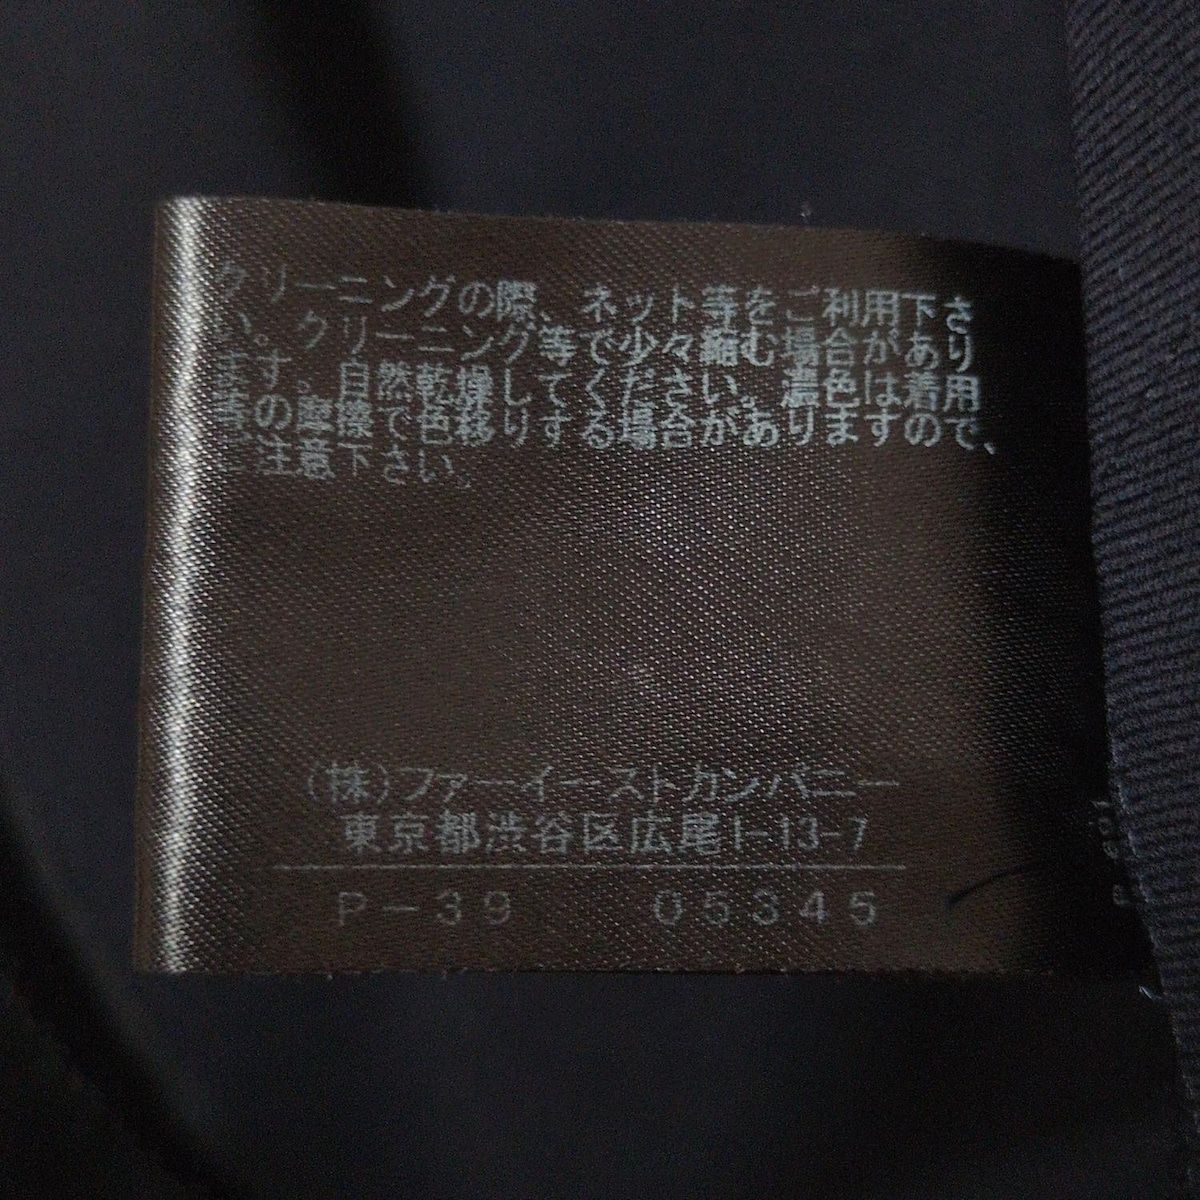 クリーニングの際、ネット等をご利用下さ
い。クリーニング等で少々縮む場合があり
ます。自然乾燥してください。濃色は着用
等の摩擦で色移りする場合がありますので、
ご注意下さい。
(株)ファーイーストカンパニー
東京都渋谷区広尾1-13-7
P-39 05345